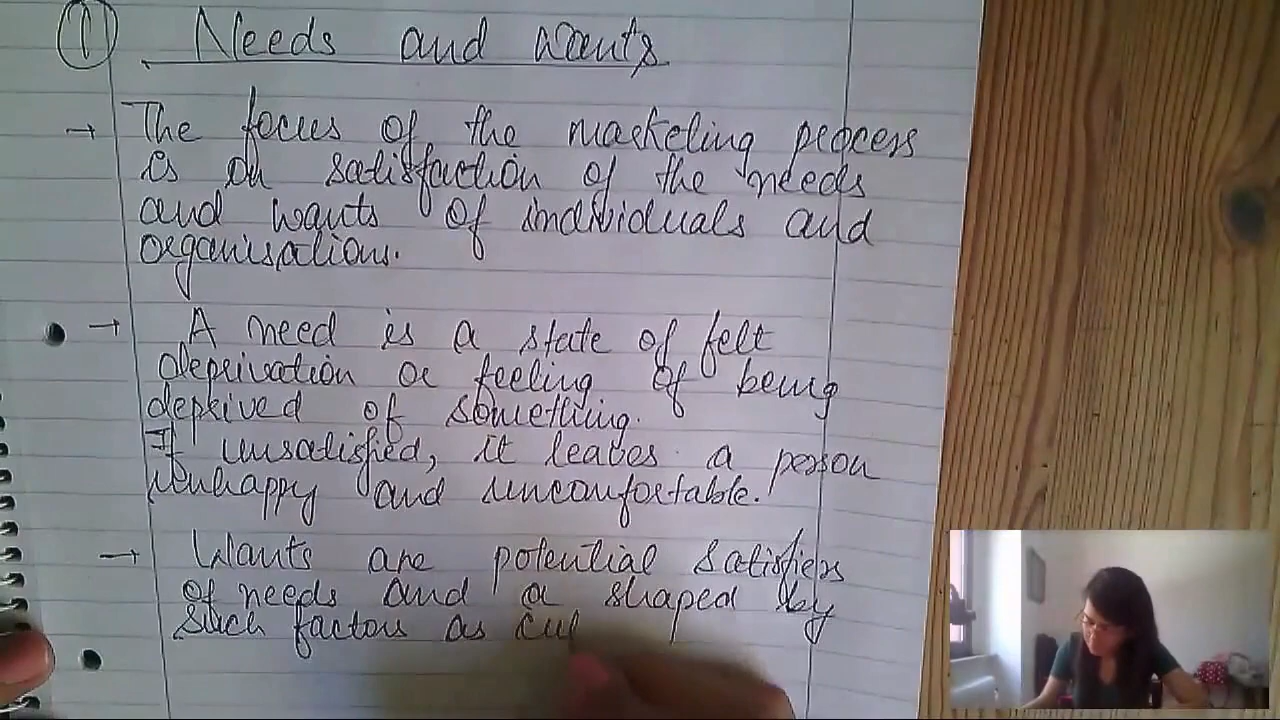 ① Needs and wants
→ The focus of the marketing process
is on satisfaction of the needs
and wants of individuals and
organisations.
→ A need is a state of felt
deprivation or feeling of being
deprived of something.
If unsatisfied, it leaves a person
unhappy and uncomfortable.
→ Wants are potential satisfiers
of needs and a shaped by
such factors as cul